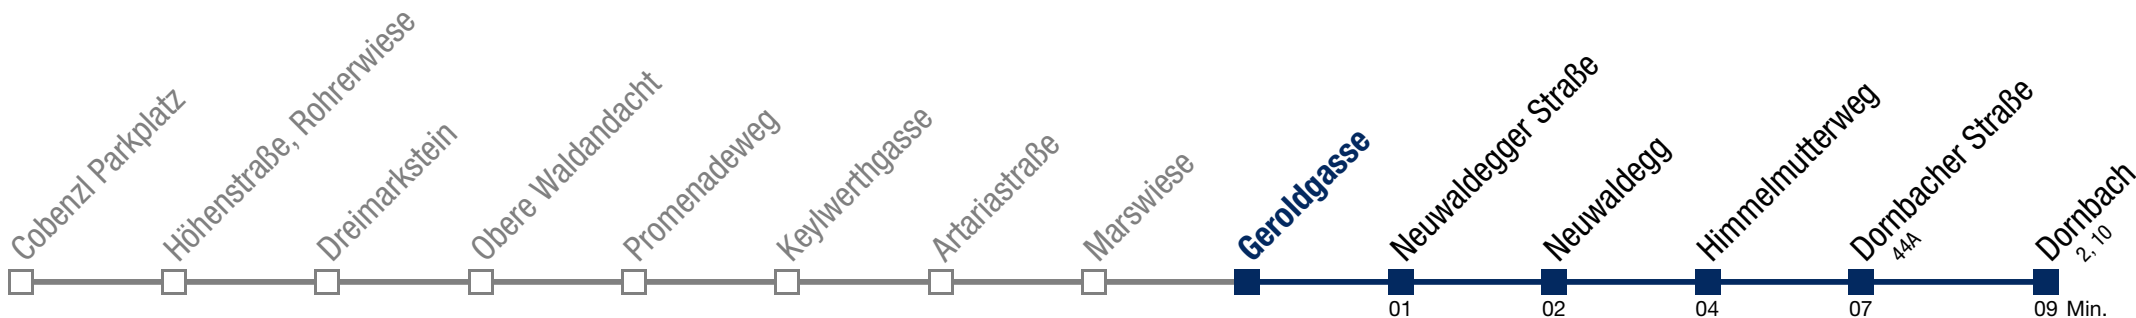 Cobenzl Parkplatz
Höhenstraße, Rohrerwiese
Dreimarkstein
Obere Waldandacht
Promenadeweg
Keylwerthgasse
Artariastraße
Marswiese
Geroldgasse
Neuwaldegger Straße
Neuwaldegg
Himmelmutterweg
Dornbacher Straße
44A
Dornbach
2, 10
01
02
04
07
09 Min.